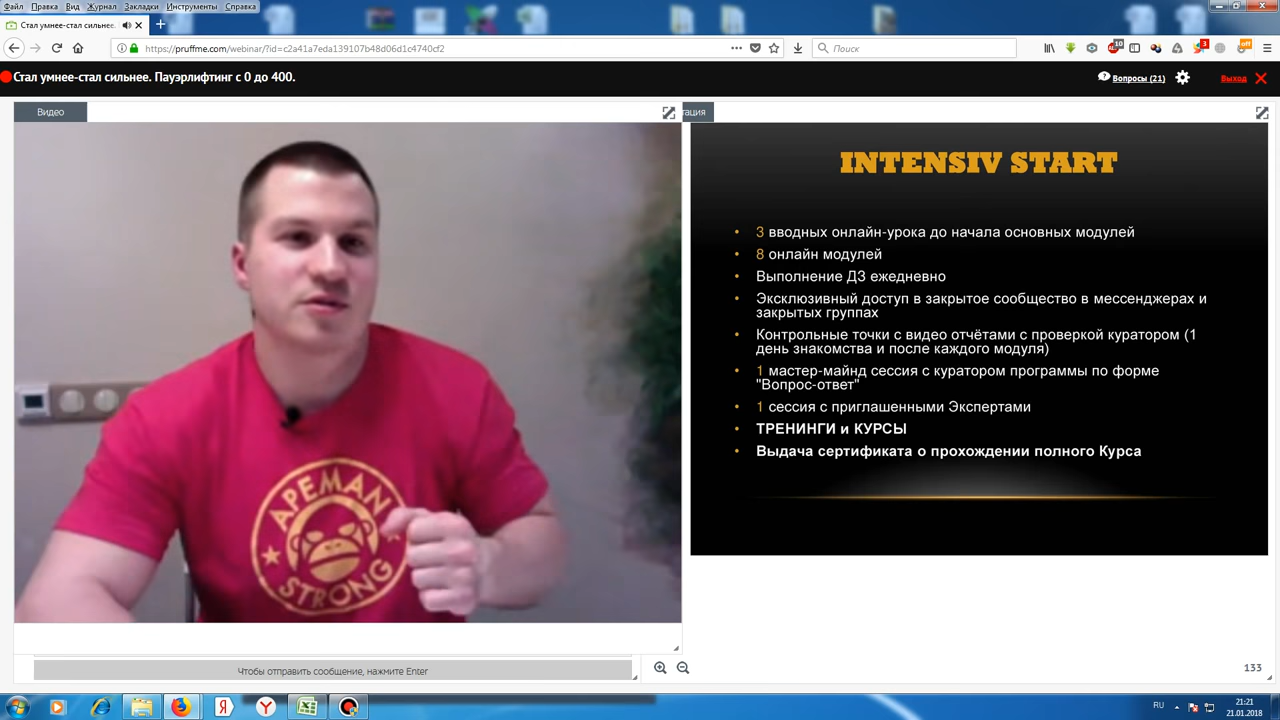 Файл Правка Вид Журнал Закладки Инструменты Справка
Стал умнее-стал сильнее.
https://pruffme.com/webinar/?id=c2a41a7eda139107b48d06d1c4740cf2
Поиск
10
3
off
Стал умнее-стал сильнее. Пауэрлифтинг с 0 до 400.
Вопросы (21)
Выход
Видео
тация
INTENSIV START
• 3 вводных онлайн-урока до начала основных модулей
• 8 онлайн модулей
• Выполнение ДЗ ежедневно
• Эксклюзивный доступ в закрытое сообщество в мессенджерах и
закрытых группах
• Контрольные точки с видео отчётами с проверкой куратором (1
день знакомства и после каждого модуля)
• 1 мастер-майнд сессия с куратором программы по форме
"Вопрос-ответ"
• 1 сессия с приглашенными Экспертами
• ТРЕНИНГИ и КУРСЫ
• Выдача сертификата о прохождении полного Курса
APEMAN
STRONG
Чтобы отправить сообщение, нажмите Enter
133
RU
21:21
21.01.2018